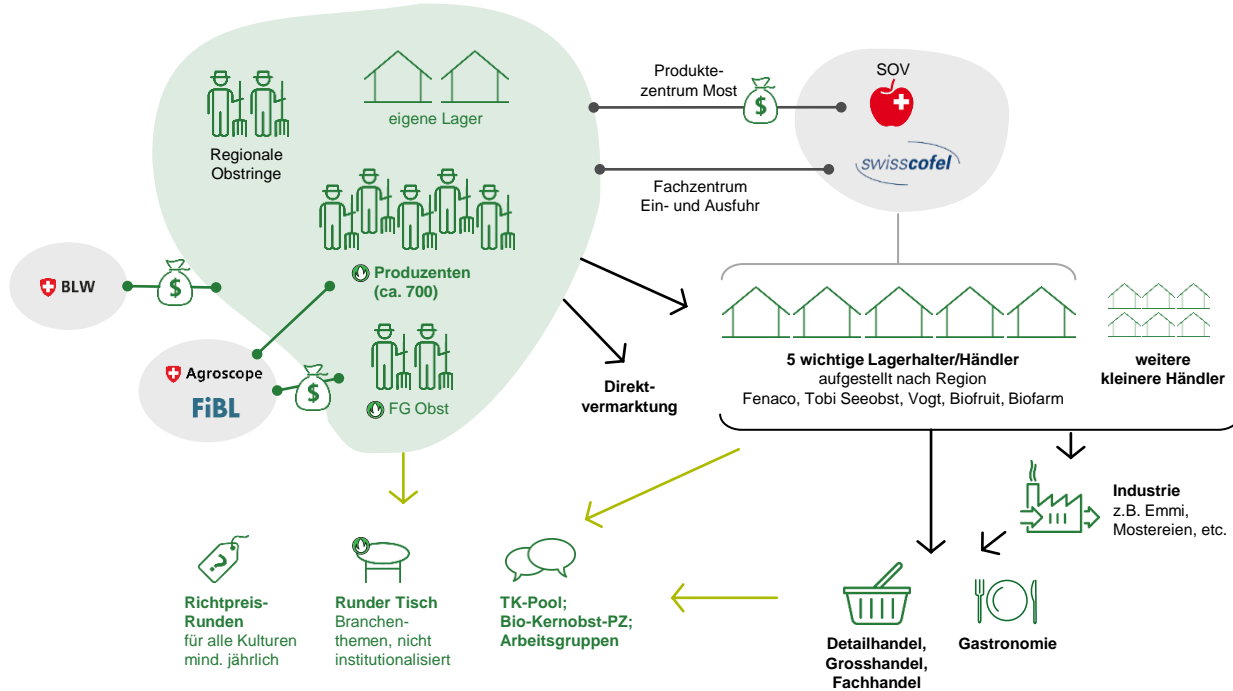 Regionale
Obstringe
eigene Lager
Produkte-
zentrum Most
$
SOV
swisscofel
Fachzentrum
Ein- und Ausfuhr
Produzenten
(ca. 700)
BLW
$
Agroscope
FiBL
$
FG Obst
Direkt-
vermarktung
5 wichtige Lagerhalter/Händler
aufgestellt nach Region
Fenaco, Tobi Seeobst, Vogt, Biofruit, Biofarm
weitere
kleinere Händler
Industrie
z.B. Emmi,
Mostereien, etc.
?
Richtpreis-
Runden
für alle Kulturen
mind. jährlich
Runder Tisch
Branchen-
themen, nicht
institutionalisiert
TK-Pool;
Bio-Kernobst-PZ;
Arbeitsgruppen
Detailhandel,
Grosshandel,
Fachhandel
Gastronomie